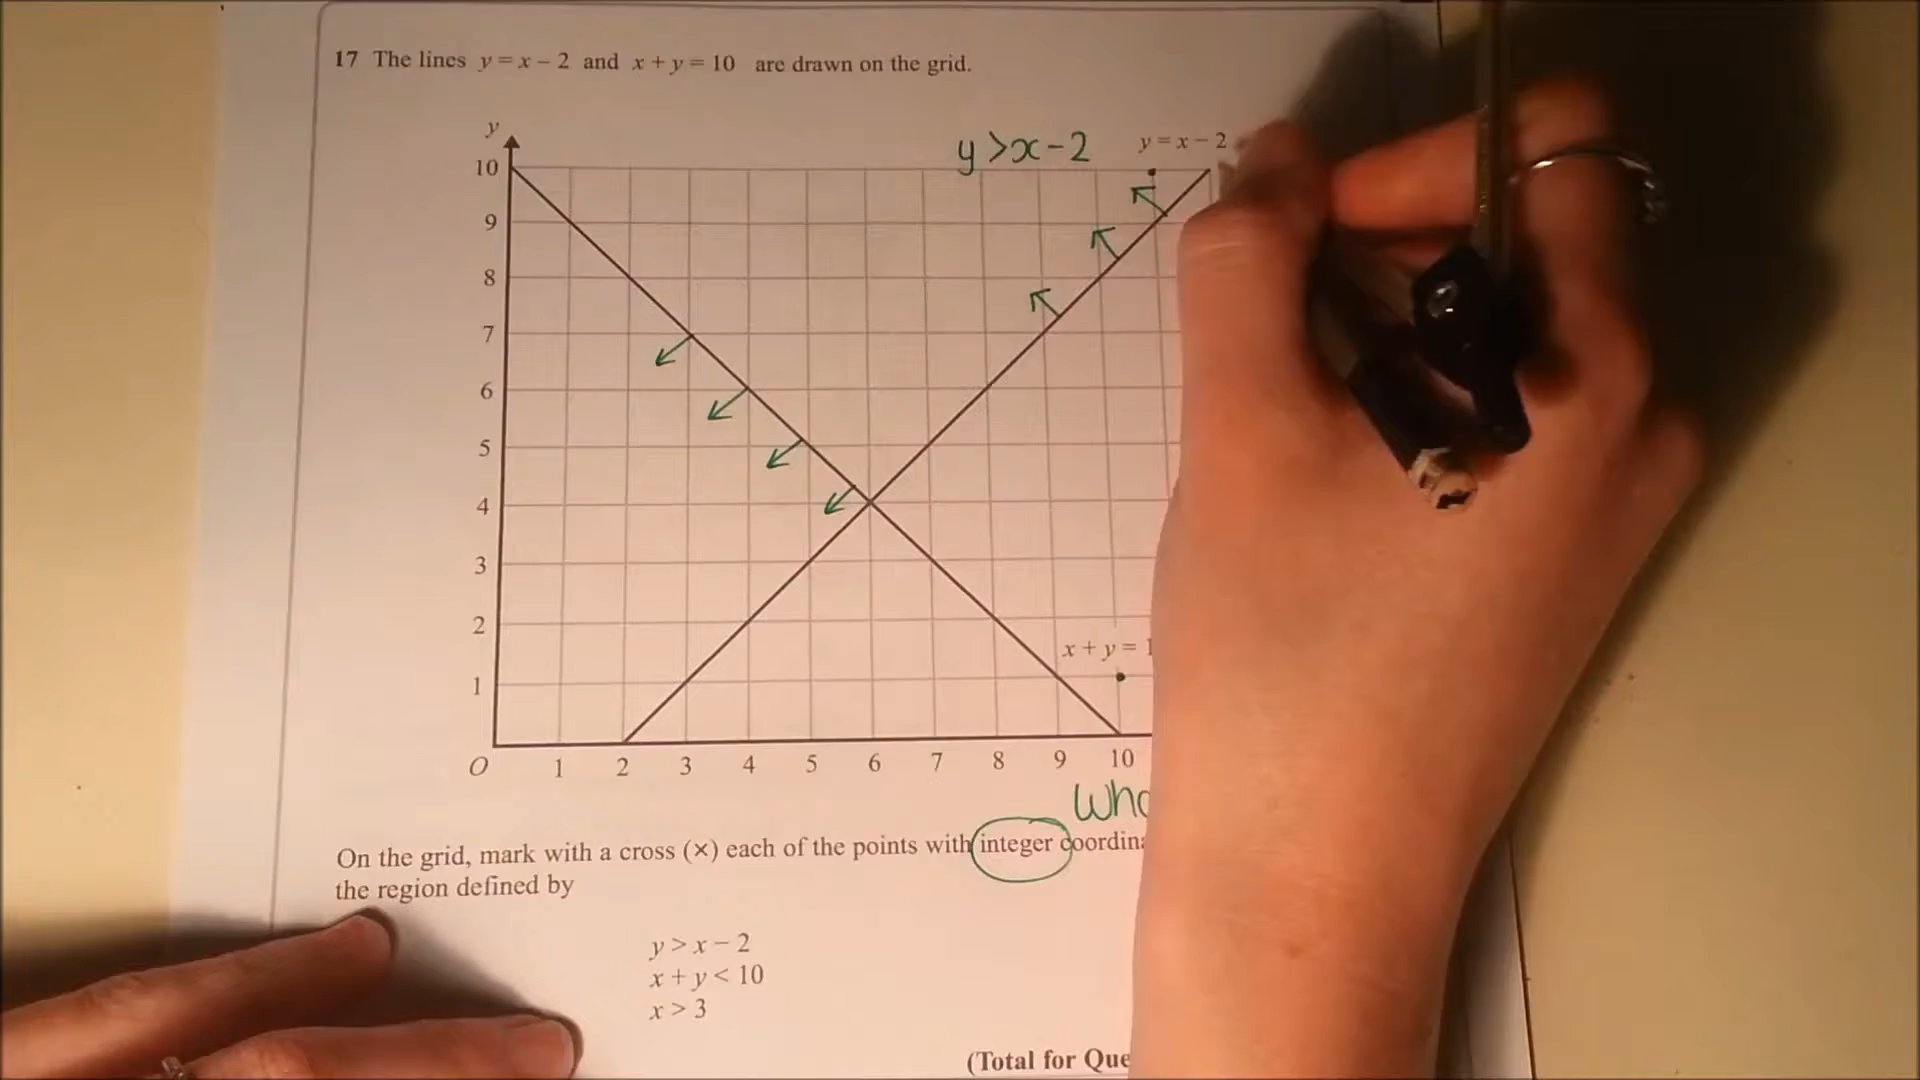 17 The lines y = x − 2 and x + y = 10 are drawn on the grid.
y
y > x − 2
y = x − 2
10
9
8
7
6
5
4
3
2
1
x + y =
O 1 2 3 4 5 6 7 8 9 10
On the grid, mark with a cross (×) each of the points with integer
the region defined by
y > x − 2
x + y < 10
x > 3
(Total for